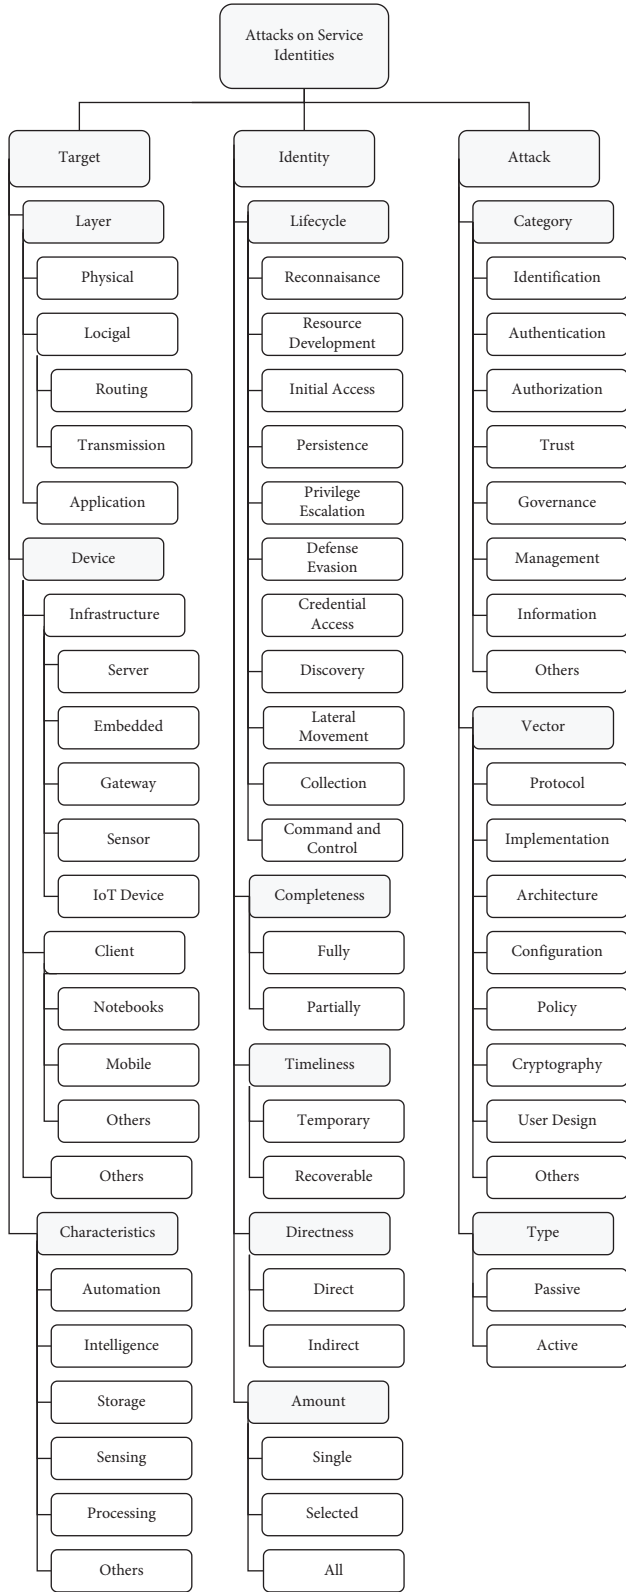 Attacks on Service
Identities
Target
Layer
Physical
Locigal
Routing
Transmission
Application
Device
Infrastructure
Server
Embedded
Gateway
Sensor
IoT Device
Client
Notebooks
Mobile
Others
Others
Characteristics
Automation
Intelligence
Storage
Sensing
Processing
Others
Identity
Lifecycle
Reconnaisance
Resource
Development
Initial Access
Persistence
Privilege
Escalation
Defense
Evasion
Credential
Access
Discovery
Lateral
Movement
Collection
Command and
Control
Completeness
Fully
Partially
Timeliness
Temporary
Recoverable
Directness
Direct
Indirect
Amount
Single
Selected
All
Attack
Category
Identification
Authentication
Authorization
Trust
Governance
Management
Information
Others
Vector
Protocol
Implementation
Architecture
Configuration
Policy
Cryptography
User Design
Others
Type
Passive
Active